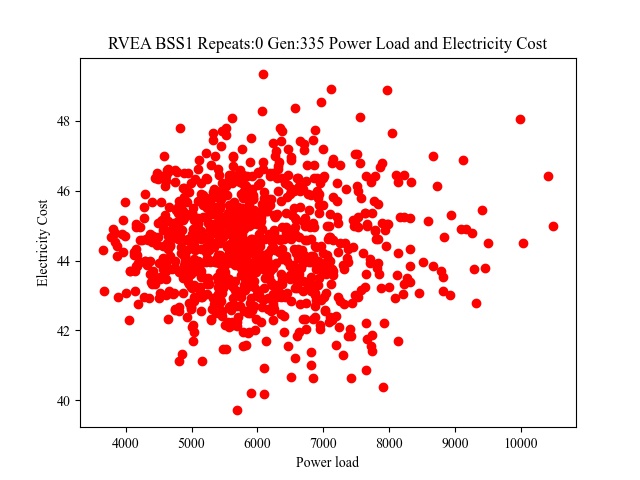 RVEA BSS1 Repeats:0 Gen:335 Power Load and Electricity Cost
Electricity Cost
48
46
44
42
40
4000 5000 6000 7000 8000 9000 10000
Power load